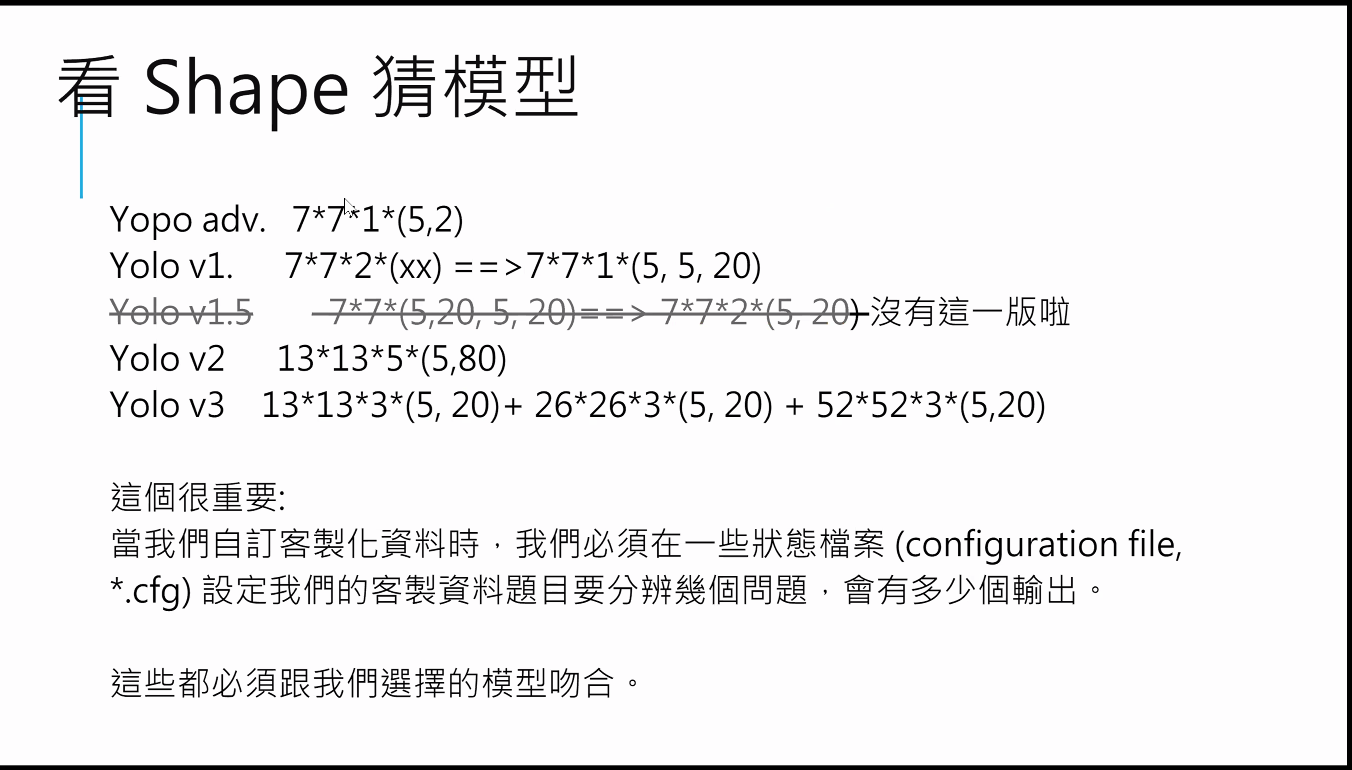 看 Shape 猜模型
Yopo adv. 7*7*1*(5,2)
Yolo v1. 7*7*2*(xx) ==>7*7*1*(5, 5, 20)
Yolo v1.5 7*7*(5,20, 5, 20)==> 7*7*2*(5, 20) 沒有這一版啦
Yolo v2 13*13*5*(5,80)
Yolo v3 13*13*3*(5, 20)+ 26*26*3*(5, 20) + 52*52*3*(5,20)
這個很重要:
當我們自訂客製化資料時，我們必須在一些狀態檔案 (configuration file,
*.cfg) 設定我們的客製資料題目要分辨幾個問題，會有多少個輸出。
這些都必須跟我們選擇的模型吻合。